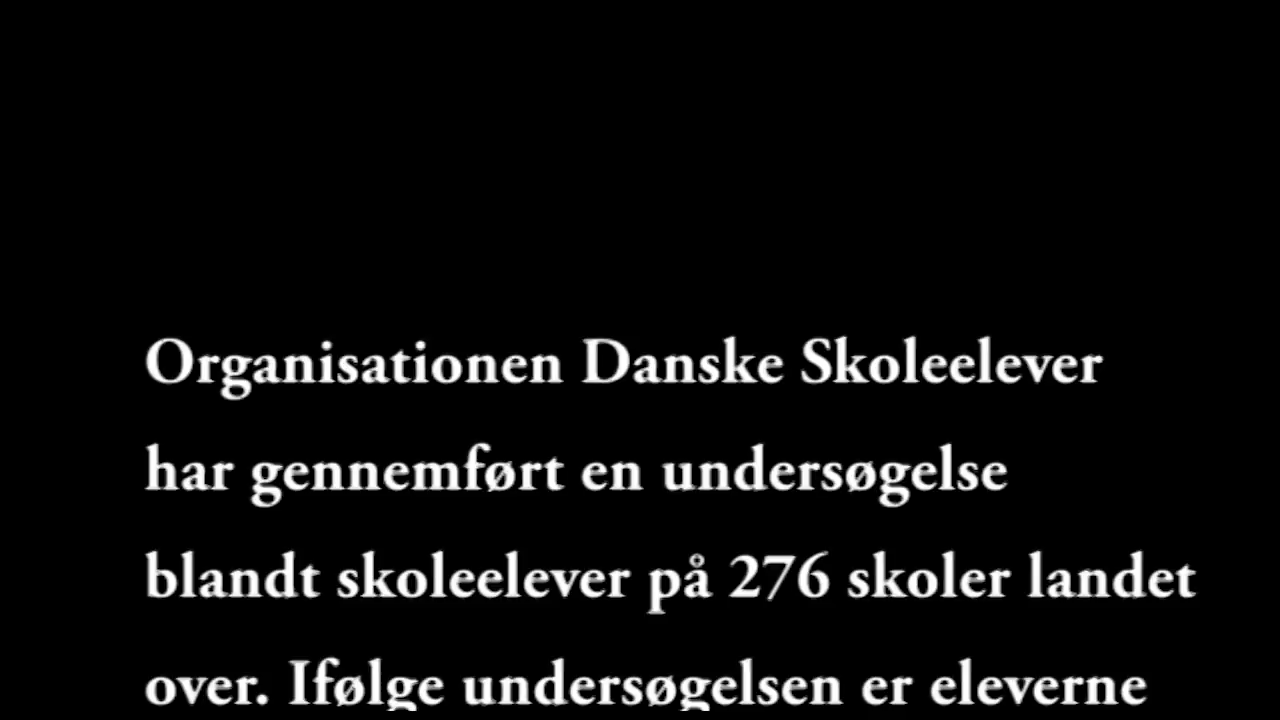 Organisationen Danske Skoleelever
har gennemført en undersøgelse
blandt skoleelever på 276 skoler landet
over. Ifølge undersøgelsen er eleverne